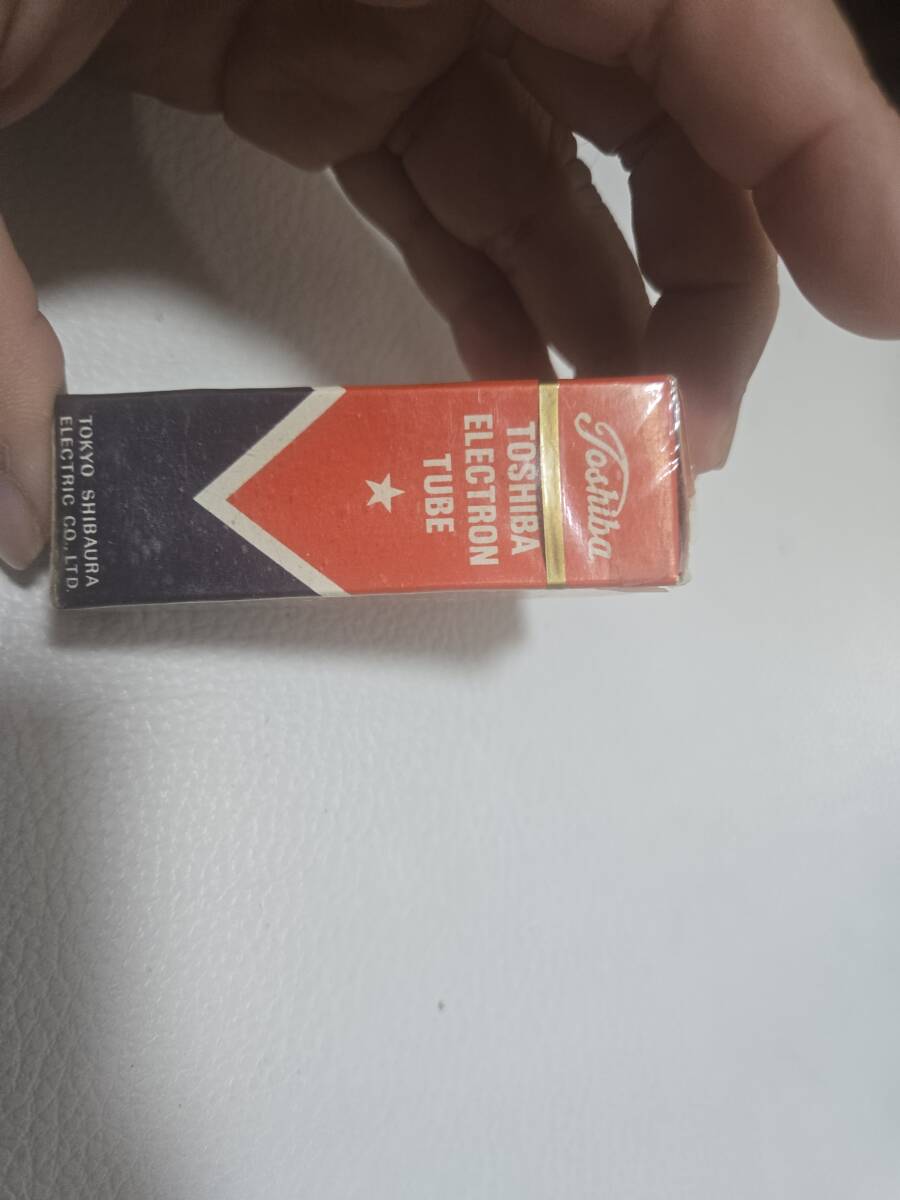 Toshiba
TOSHIBA
ELECTRON
TUBE
TOKYO SHIBAURA
ELECTRIC CO., LTD.